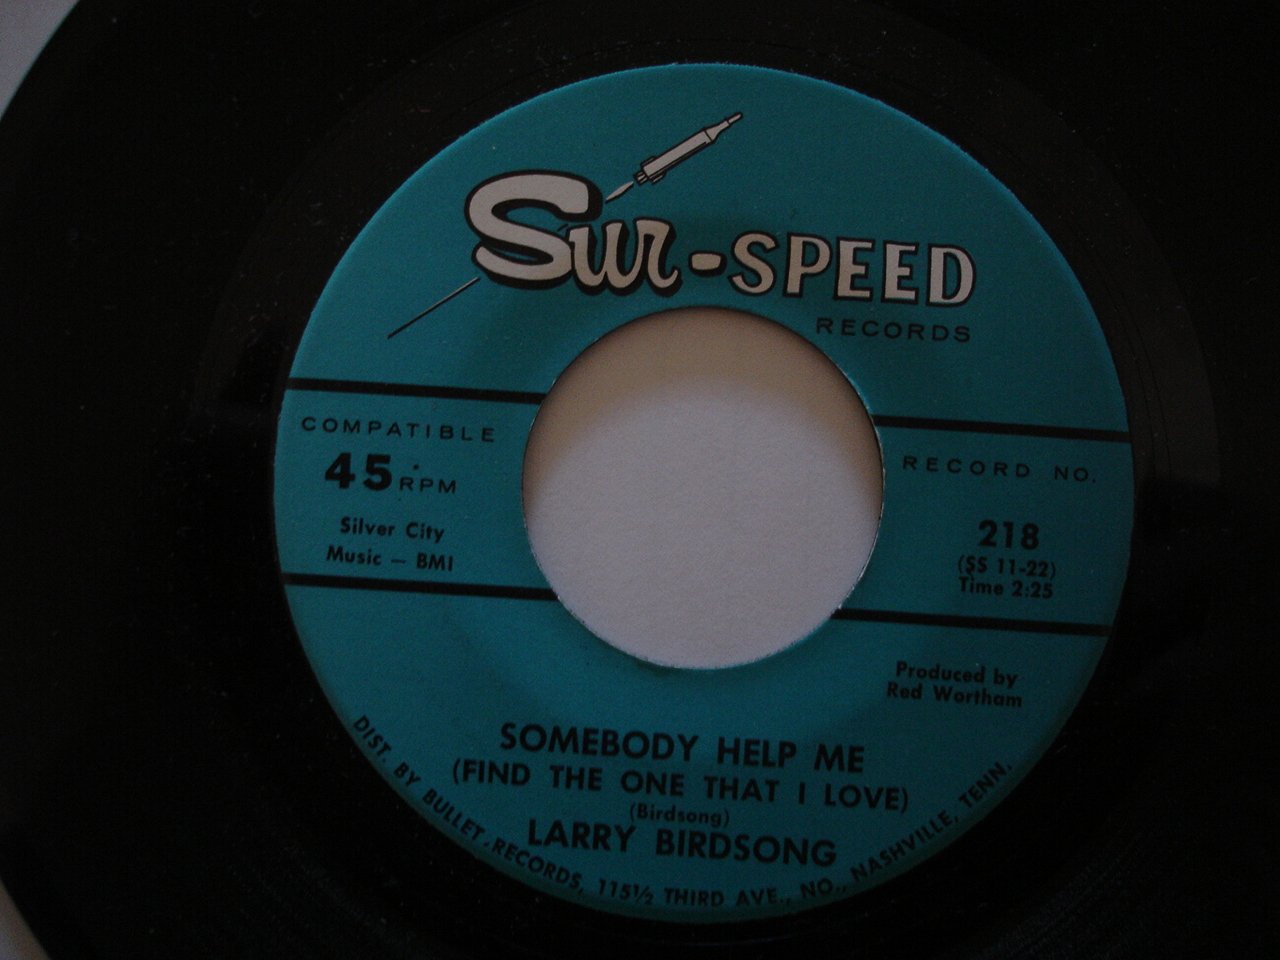 Sur-SPEED
RECORDS
COMPATIBLE
45 RPM
Silver City
Music — BMI
RECORD NO.
218
(SS 11-22)
Time 2:25
Produced by
Red Wortham
SOMEBODY HELP ME
(FIND THE ONE THAT I LOVE)
(Birdsong)
LARRY BIRDSONG
DIST. BY BULLET RECORDS, 115½ THIRD AVE., NO., NASHVILLE, TENN.